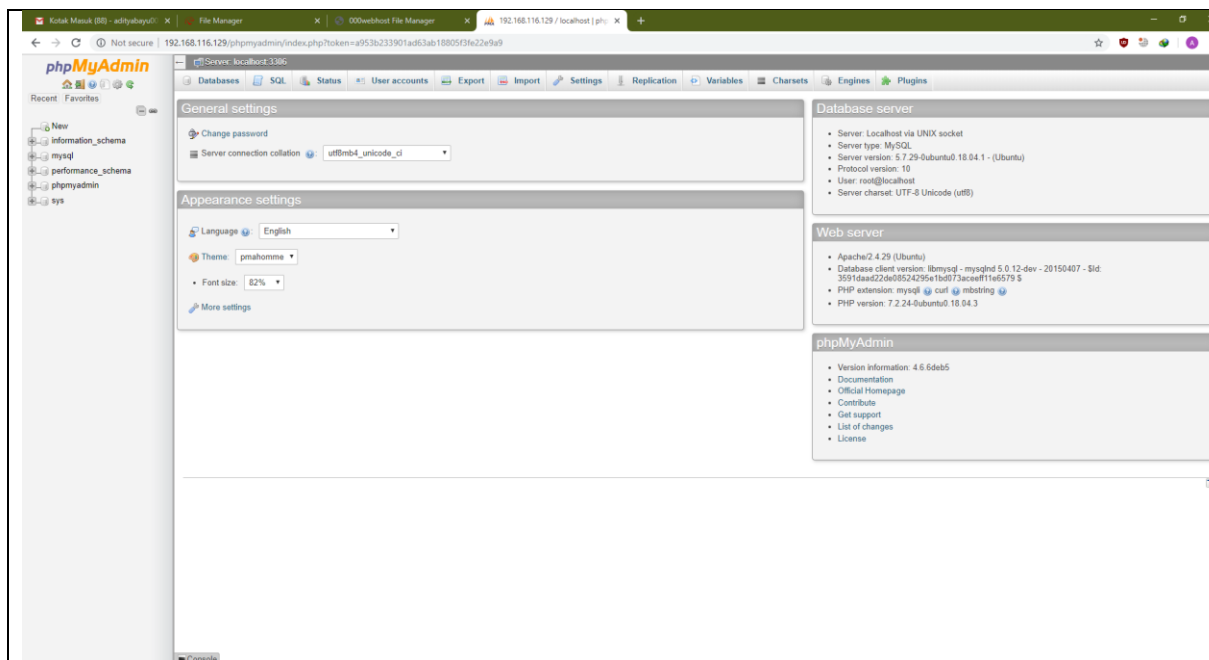 Kotak Masuk (88) - adityabayu0
File Manager
000webhost File Manager
192.168.116.129 / localhost | php
Not secure | 192.168.116.129/phpmyadmin/index.php?token=a953b233901ad63ab18805f3fe22e9a9
phpMyAdmin
Recent Favorites
New
information_schema
mysql
performance_schema
phpmyadmin
sys
Server: localhost:3306
Databases SQL Status User accounts Export Import Settings Replication Variables Charsets Engines Plugins
General settings
Change password
Server connection collation : utf8mb4_unicode_ci
Appearance settings
Language : English
Theme: pmahomme
Font size: 82%
More settings
Database server
Server: Localhost via UNIX socket
Server type: MySQL
Server version: 5.7.29-0ubuntu0.18.04.1 - (Ubuntu)
Protocol version: 10
User: root@localhost
Server charset: UTF-8 Unicode (utf8)
Web server
Apache/2.4.29 (Ubuntu)
Database client version: libmysql - mysqlnd 5.0.12-dev - 20150407 - $Id:
3591daad22de08524295e1bd073aceeff11e6579 $
PHP extension: mysqli curl mbstring
PHP version: 7.2.24-0ubuntu0.18.04.3
phpMyAdmin
Version information: 4.6.6deb5
Documentation
Official Homepage
Contribute
Get support
List of changes
License
Console